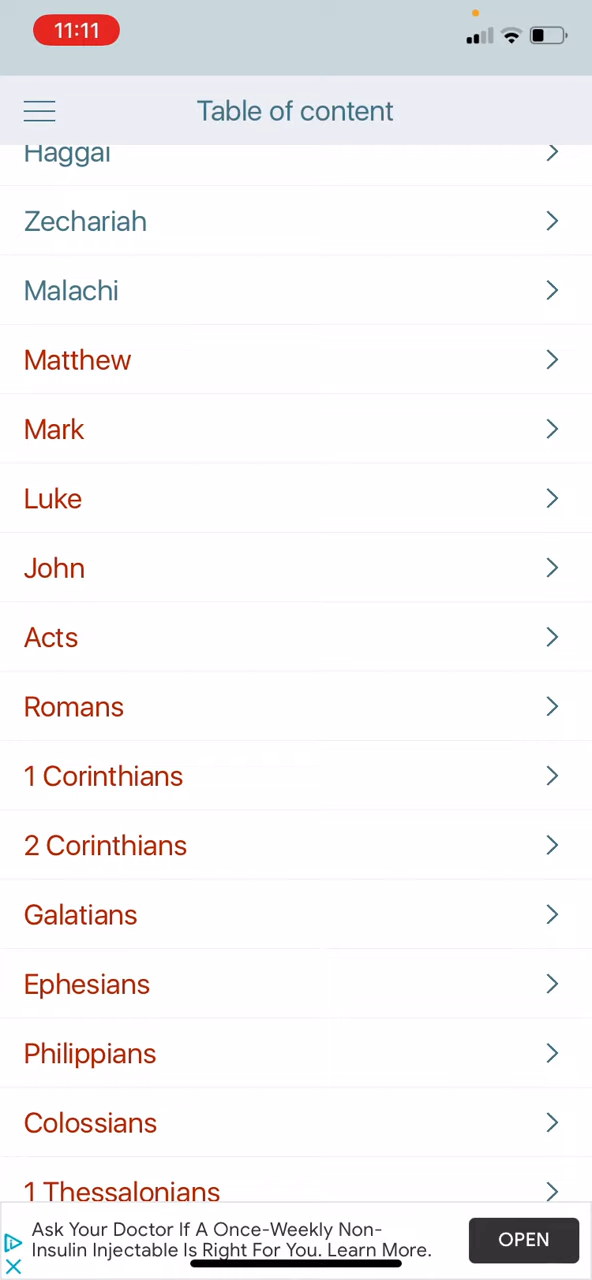 11:11
Table of content
Haggai
Zechariah
Malachi
Matthew
Mark
Luke
John
Acts
Romans
1 Corinthians
2 Corinthians
Galatians
Ephesians
Philippians
Colossians
1 Thessalonians
Ask Your Doctor If A Once-Weekly Non-
Insulin Injectable Is Right For You. Learn More.
OPEN